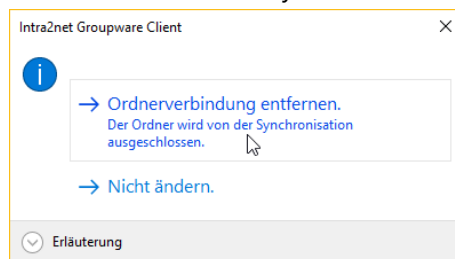 Intra2net Groupware Client
Ordnerverbindung entfernen.
Der Ordner wird von der Synchronisation
ausgeschlossen.
Nicht ändern.
Erläuterung